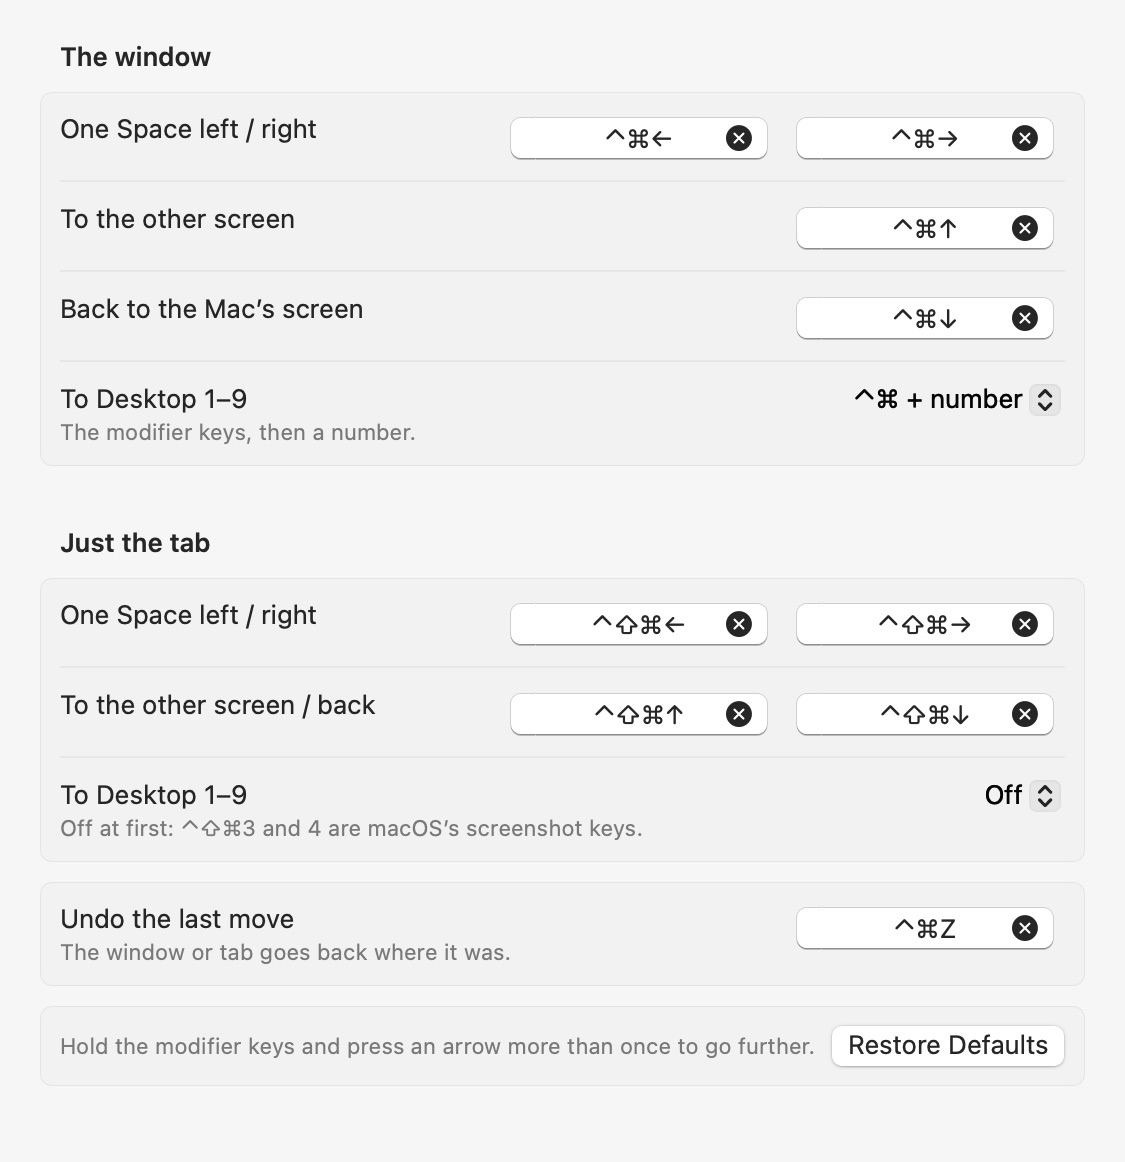 The window
One Space left / right ⌃⌘← ⌃⌘→
To the other screen ⌃⌘↑
Back to the Mac’s screen ⌃⌘↓
To Desktop 1–9 ⌃⌘ + number
The modifier keys, then a number.
Just the tab
One Space left / right ⌃⇧⌘← ⌃⇧⌘→
To the other screen / back ⌃⇧⌘↑ ⌃⇧⌘↓
To Desktop 1–9 Off
Off at first: ⌃⇧⌘3 and 4 are macOS’s screenshot keys.
Undo the last move ⌃⌘Z
The window or tab goes back where it was.
Hold the modifier keys and press an arrow more than once to go further. Restore Defaults